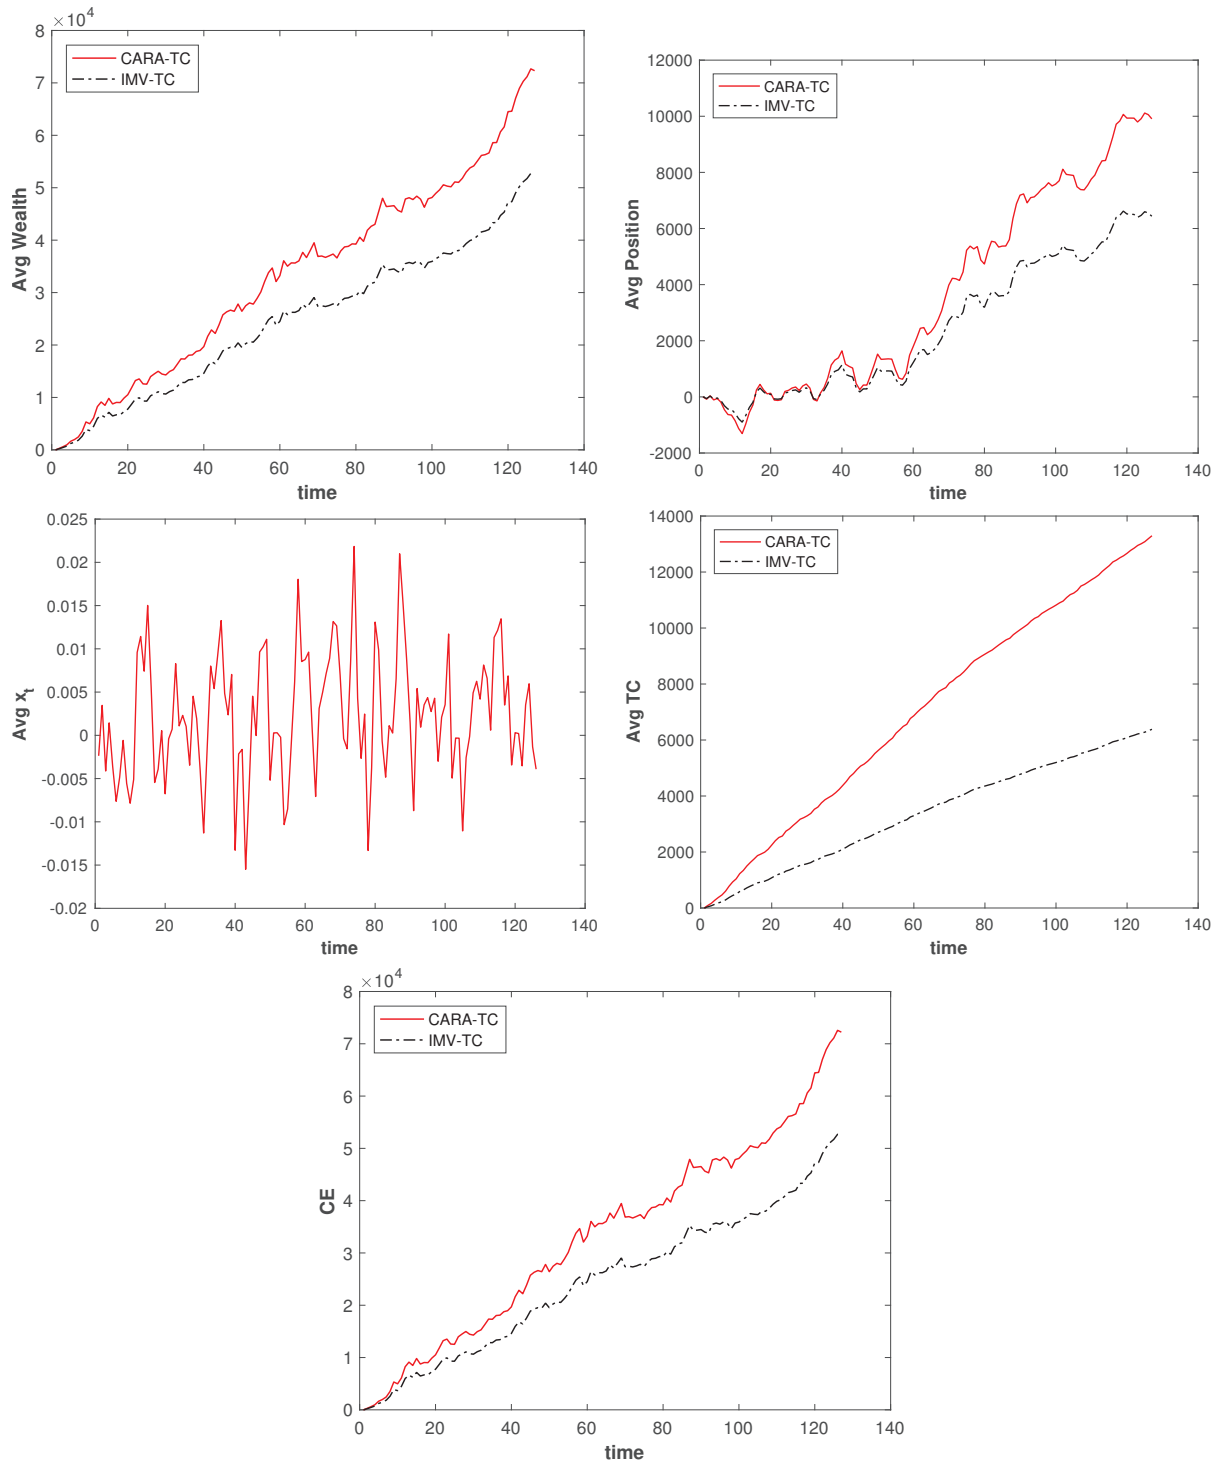 ×10^4
8
7
6
5
4
3
2
1
0
Avg Wealth
CARA-TC
IMV-TC
0 20 40 60 80 100 120 140
time
12000
10000
8000
6000
4000
2000
0
-2000
Avg Position
CARA-TC
IMV-TC
0 20 40 60 80 100 120 140
time
0.025
0.02
0.015
0.01
0.005
0
-0.005
-0.01
-0.015
-0.02
Avg x_t
0 20 40 60 80 100 120 140
time
14000
12000
10000
8000
6000
4000
2000
0
Avg TC
CARA-TC
IMV-TC
0 20 40 60 80 100 120 140
time
×10^4
8
7
6
5
4
3
2
1
0
CE
CARA-TC
IMV-TC
0 20 40 60 80 100 120 140
time